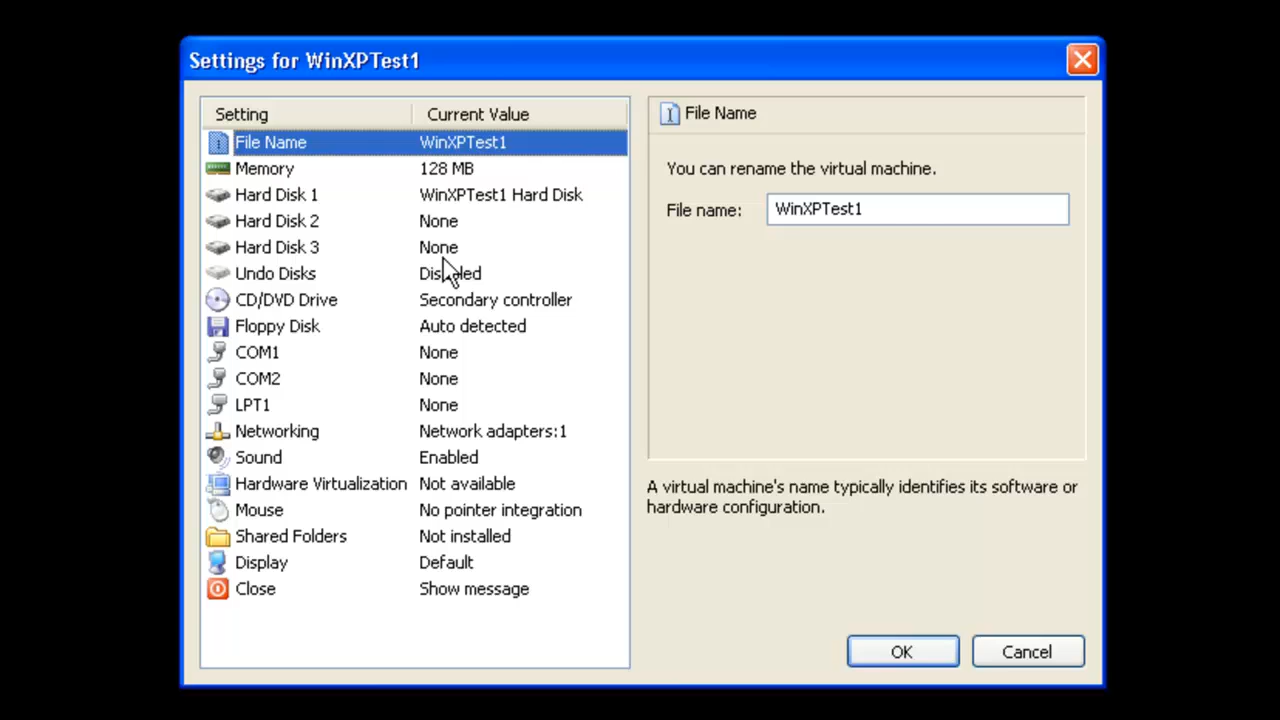 Settings for WinXPTest1
Setting Current Value
File Name WinXPTest1
Memory 128 MB
Hard Disk 1 WinXPTest1 Hard Disk
Hard Disk 2 None
Hard Disk 3 None
Undo Disks Disabled
CD/DVD Drive Secondary controller
Floppy Disk Auto detected
COM1 None
COM2 None
LPT1 None
Networking Network adapters:1
Sound Enabled
Hardware Virtualization Not available
Mouse No pointer integration
Shared Folders Not installed
Display Default
Close Show message
File Name
You can rename the virtual machine.
File name: WinXPTest1
A virtual machine's name typically identifies its software or
hardware configuration.
OK Cancel